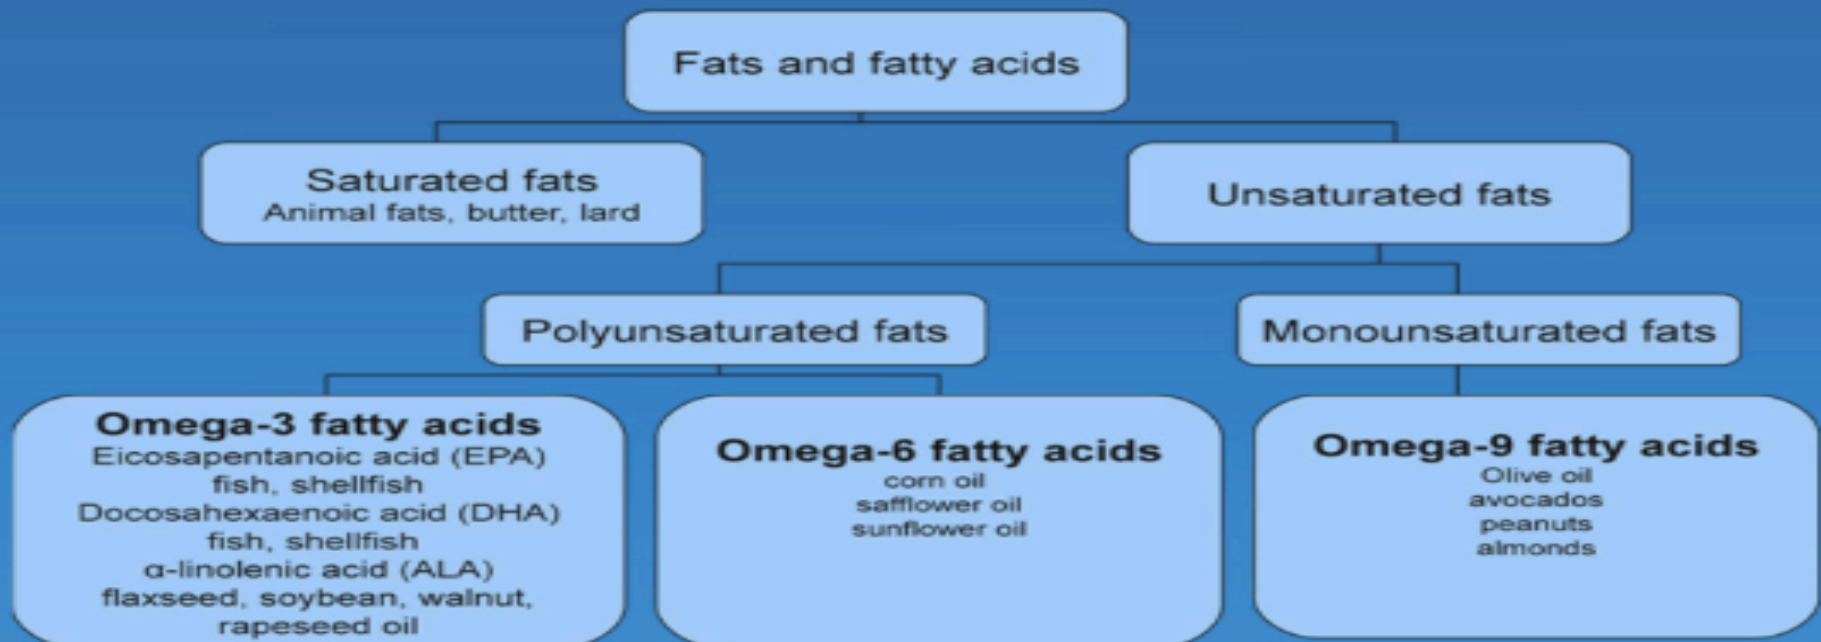 Fats and fatty acids
Saturated fats
Animal fats, butter, lard
Unsaturated fats
Polyunsaturated fats
Monounsaturated fats
Omega-3 fatty acids
Eicosapentanoic acid (EPA)
fish, shellfish
Docosahexaenoic acid (DHA)
fish, shellfish
α-linolenic acid (ALA)
flaxseed, soybean, walnut,
rapeseed oil
Omega-6 fatty acids
corn oil
safflower oil
sunflower oil
Omega-9 fatty acids
Olive oil
avocados
peanuts
almonds